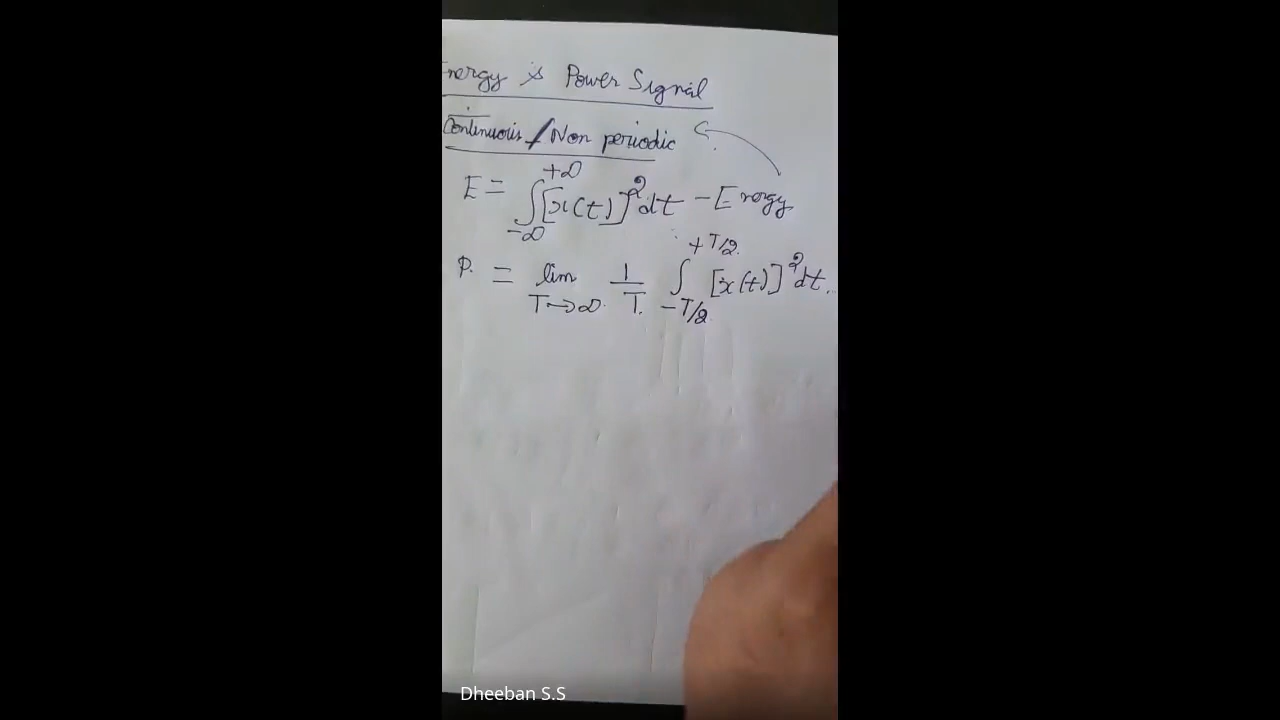 Energy & Power Signal
Continuous / Non periodic
E = ∫_{-∞}^{+∞} [x(t)]² dt - Energy
P. = lim_{T→∞} 1/T ∫_{-T/2}^{+T/2} [x(t)]² dt.
Dheeban S.S